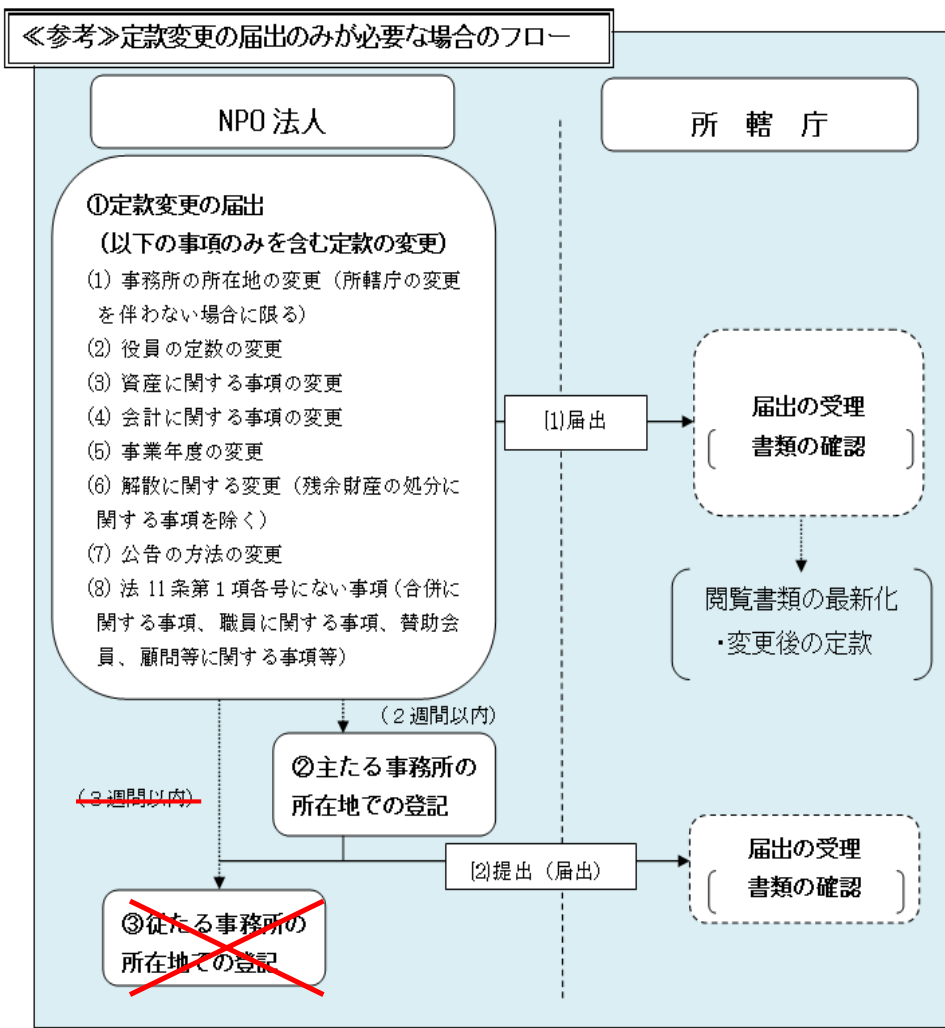 ≪参考≫定款変更の届出のみが必要な場合のフロー
NPO 法人
所　轄　庁
①定款変更の届出
（以下の事項のみを含む定款の変更）
(1) 事務所の所在地の変更（所轄庁の変更
を伴わない場合に限る）
(2) 役員の定数の変更
(3) 資産に関する事項の変更
(4) 会計に関する事項の変更
(5) 事業年度の変更
(6) 解散に関する変更（残余財産の処分に
関する事項を除く）
(7) 公告の方法の変更
(8) 法 11 条第 1 項各号にない事項（合併に
関する事項、職員に関する事項、賛助会
員、顧問等に関する事項等）
(1)届出
届出の受理
書類の確認
閲覧書類の最新化
・変更後の定款
（２週間以内）
②主たる事務所の
所在地での登記
（３週間以内）
(2)提出（届出）
届出の受理
書類の確認
③従たる事務所の
所在地での登記